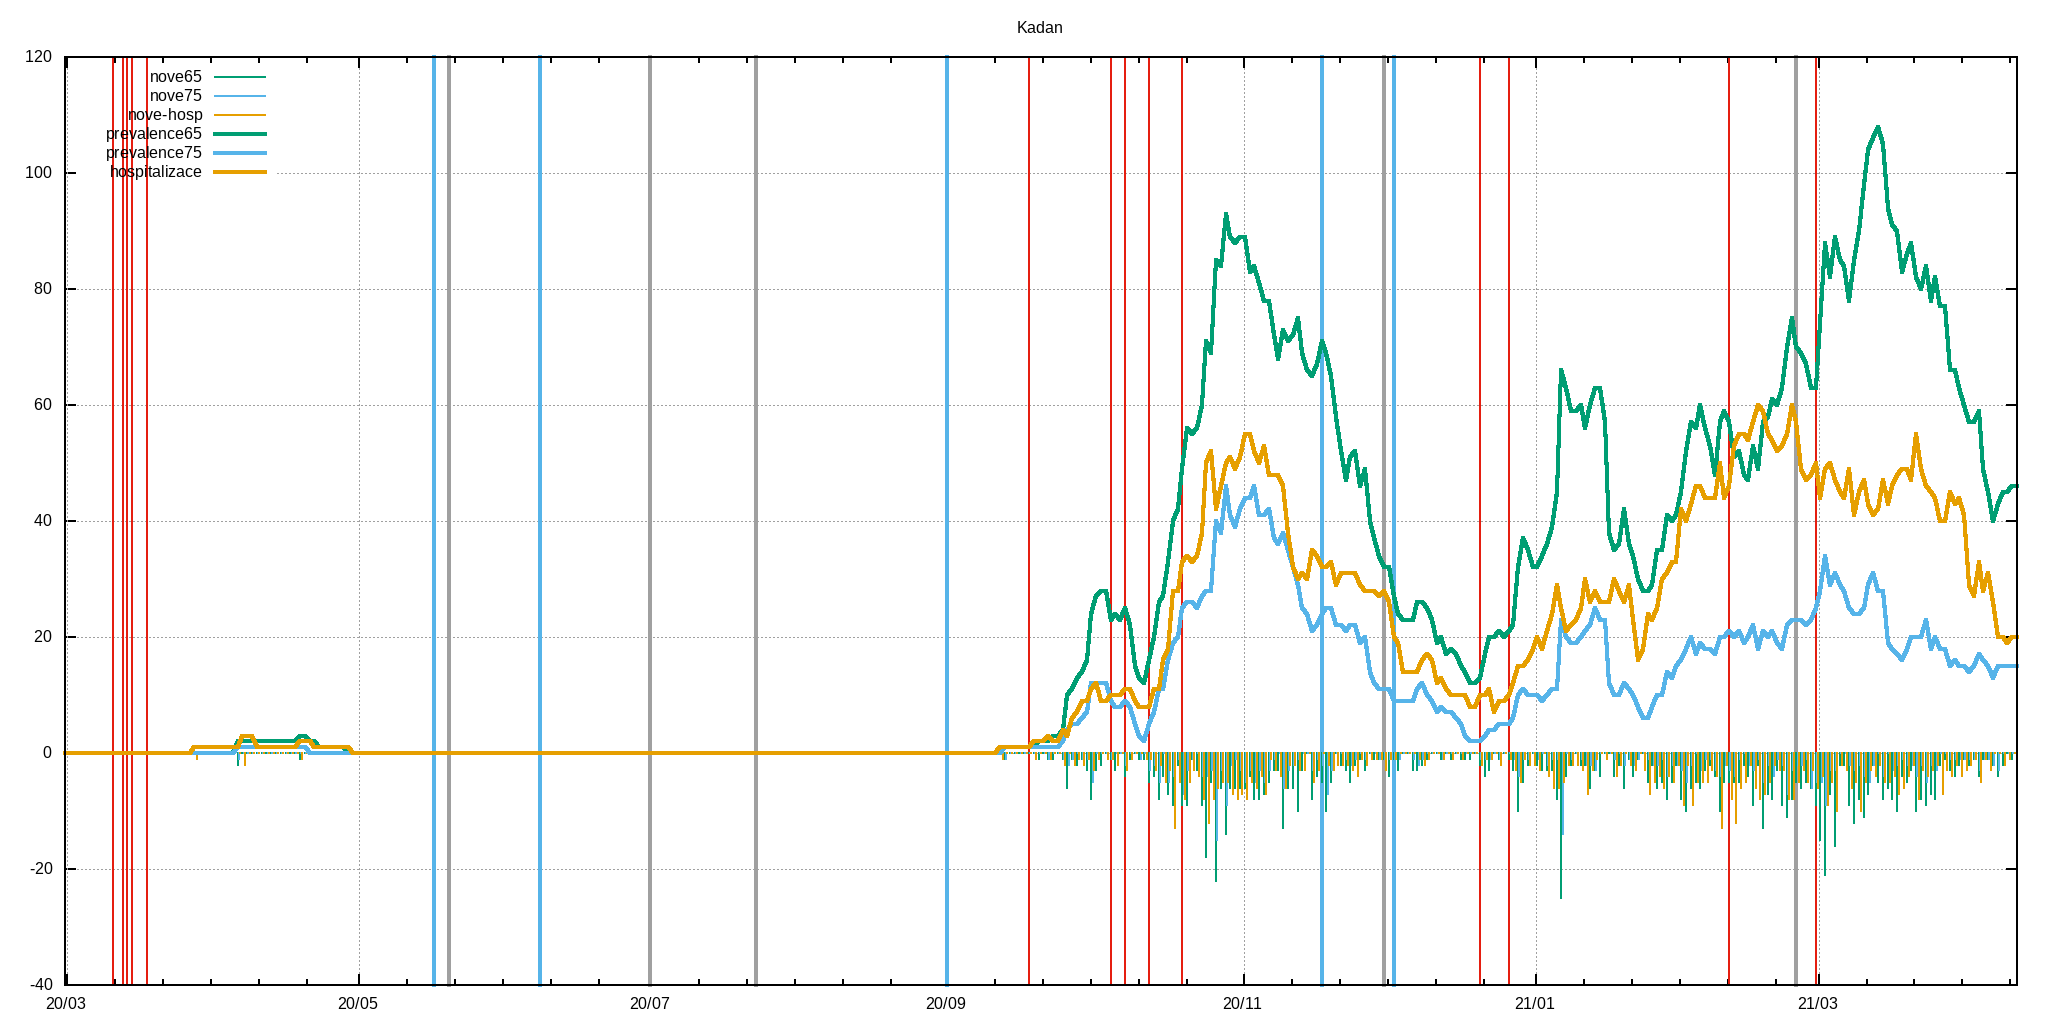 Kadan
120
nove65
nove75
nove-hosp
prevalence65
prevalence75
hospitalizace
100
80
60
40
20
0
-20
-40
20/03 20/05 20/07 20/09 20/11 21/01 21/03